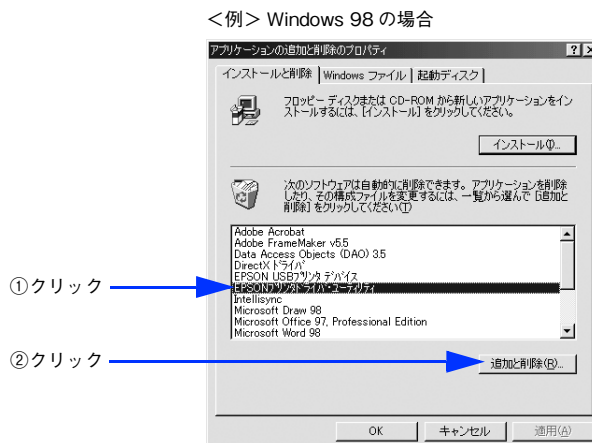 ＜例＞ Windows 98 の場合
アプリケーションの追加と削除のプロパティ
インストールと削除 Windows ファイル 起動ディスク
フロッピー ディスクまたは CD-ROM から新しいアプリケーションをイン
ストールするには、[インストール] をクリックしてください。
インストール(I)...
次のソフトウェアは自動的に削除できます。アプリケーションを削除
したり、その構成ファイルを変更するには、一覧から選んで [追加と
削除] をクリックしてください(T)
Adobe Acrobat
Adobe FrameMaker v5.5
Data Access Objects (DAO) 3.5
DirectX ドライバ
EPSON USBプリンタ デバイス
EPSONプリンタドライバ・ユーティリティ
Intellisync
Microsoft Draw 98
Microsoft Office 97, Professional Edition
Microsoft Word 98
①クリック
②クリック
追加と削除(R)...
OK キャンセル 適用(A)